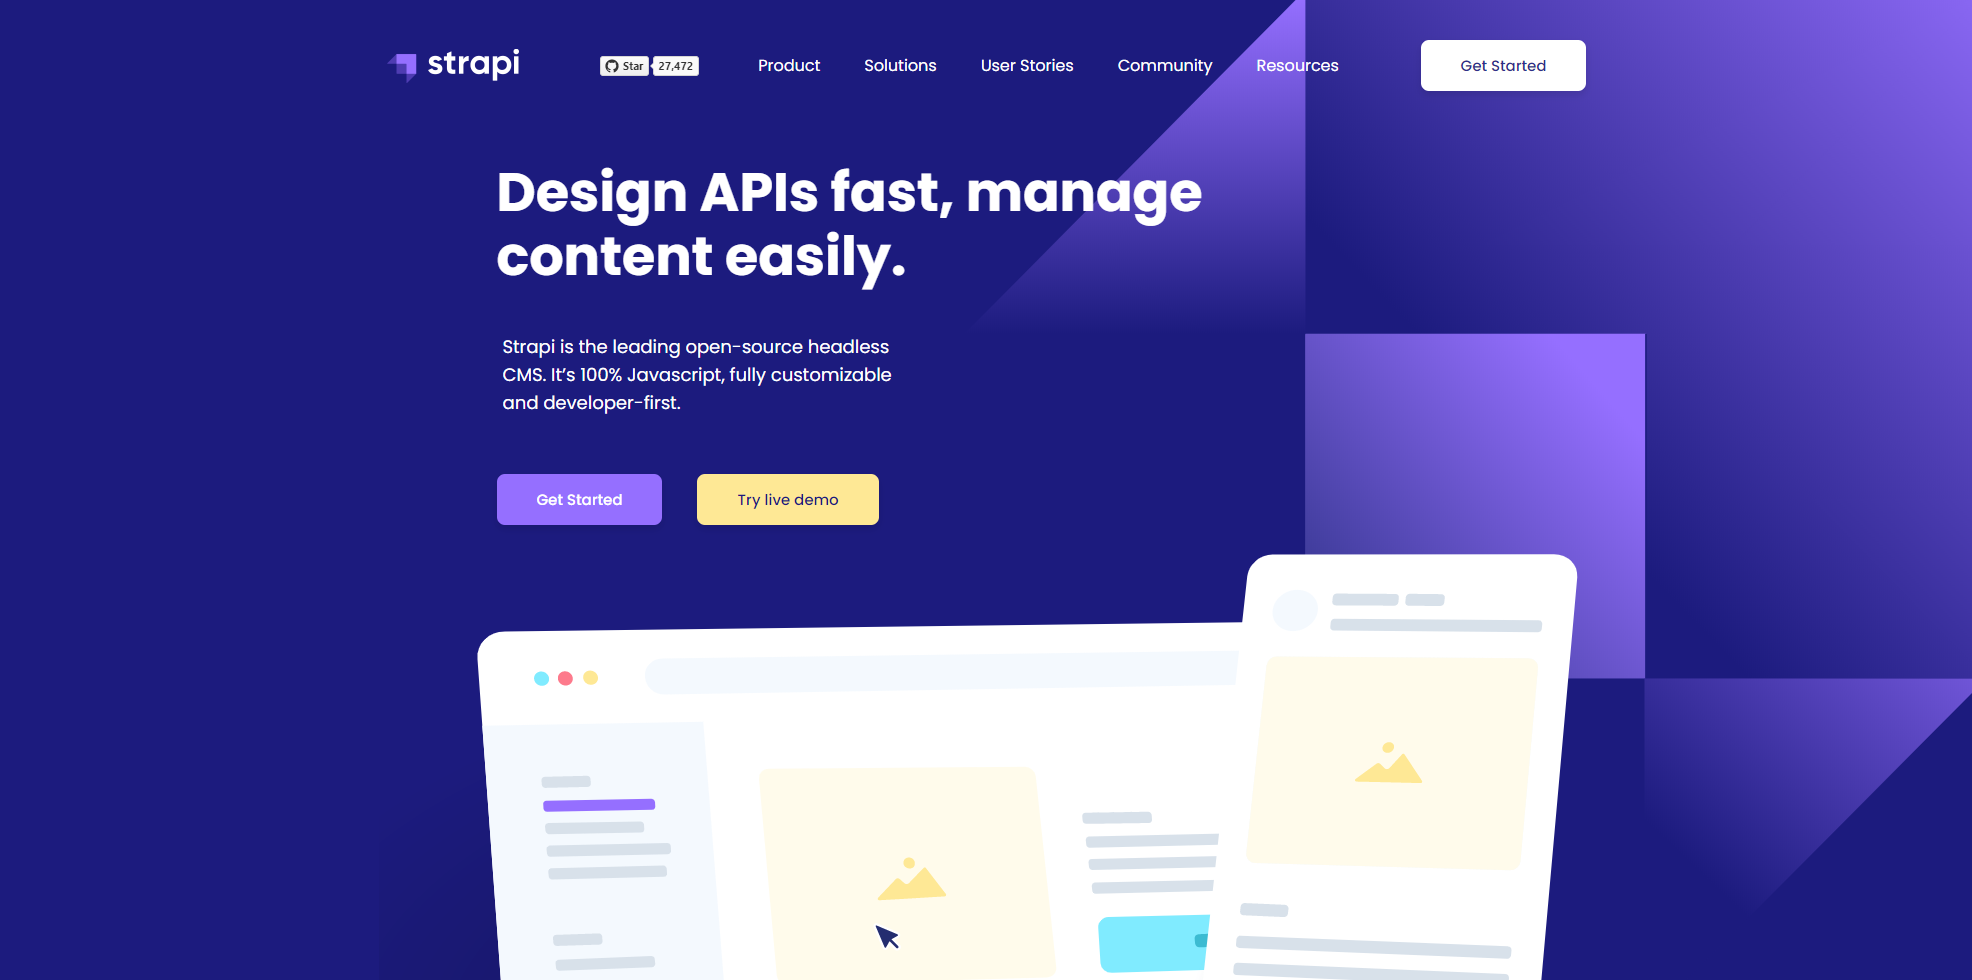 strapi
Star 27,472
Product Solutions User Stories Community Resources
Get Started
Design APIs fast, manage
content easily.
Strapi is the leading open-source headless
CMS. It’s 100% Javascript, fully customizable
and developer-first.
Get Started
Try live demo